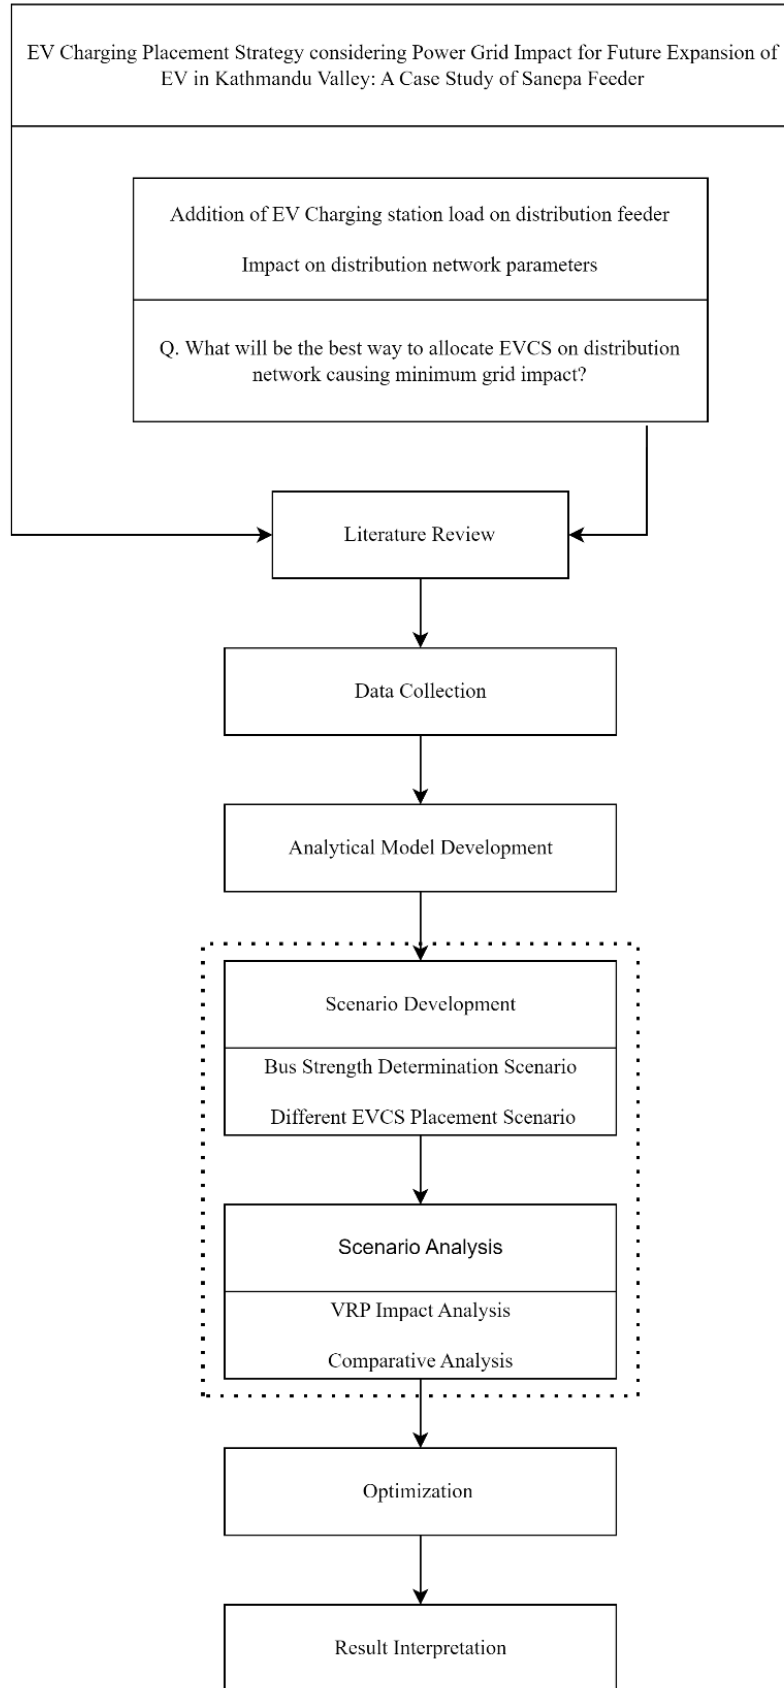 EV Charging Placement Strategy considering Power Grid Impact for Future Expansion of
EV in Kathmandu Valley: A Case Study of Sanepa Feeder
Addition of EV Charging station load on distribution feeder
Impact on distribution network parameters
Q. What will be the best way to allocate EVCS on distribution
network causing minimum grid impact?
Literature Review
Data Collection
Analytical Model Development
Scenario Development
Bus Strength Determination Scenario
Different EVCS Placement Scenario
Scenario Analysis
VRP Impact Analysis
Comparative Analysis
Optimization
Result Interpretation